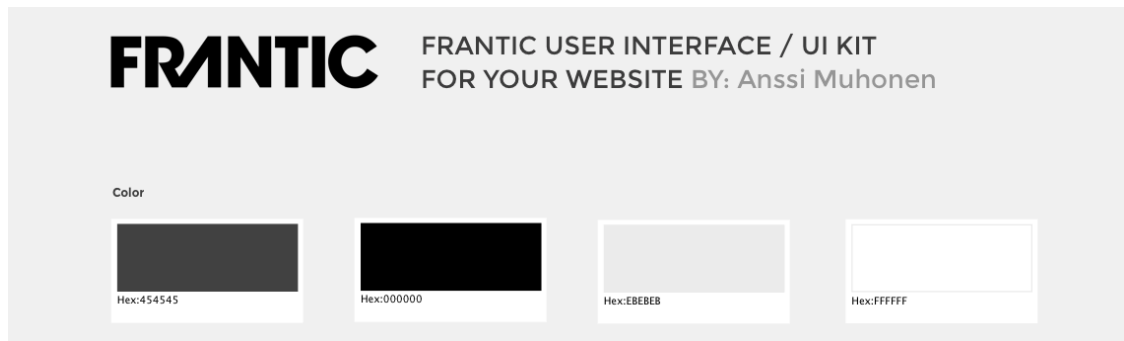 FRANTIC
FRANTIC USER INTERFACE / UI KIT
FOR YOUR WEBSITE BY: Anssi Muhonen
Color
Hex:454545
Hex:000000
Hex:EBEBEB
Hex:FFFFFF